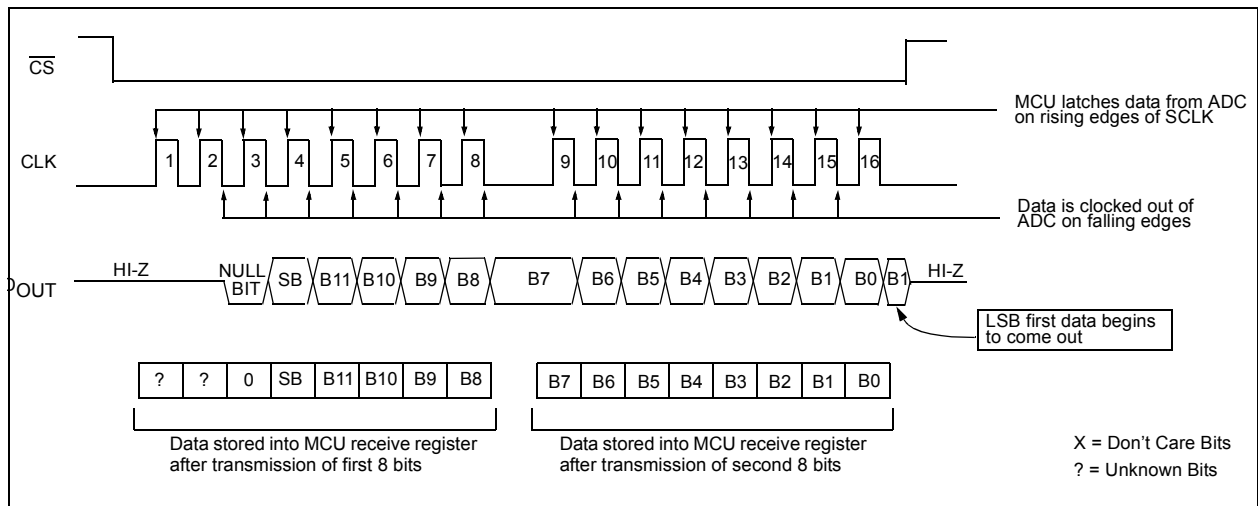 CS
MCU latches data from ADC
on rising edges of SCLK
CLK
1 2 3 4 5 6 7 8 9 10 11 12 13 14 15 16
Data is clocked out of
ADC on falling edges
HI-Z NULL BIT SB B11 B10 B9 B8 B7 B6 B5 B4 B3 B2 B1 B0 B1 HI-Z
DOUT
LSB first data begins
to come out
? ? 0 SB B11 B10 B9 B8 B7 B6 B5 B4 B3 B2 B1 B0
Data stored into MCU receive register
after transmission of first 8 bits
Data stored into MCU receive register
after transmission of second 8 bits
X = Don't Care Bits
? = Unknown Bits